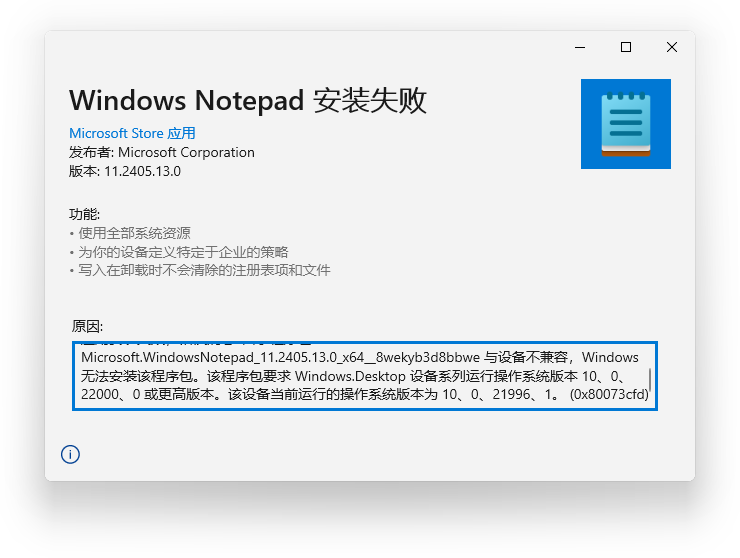 Windows Notepad 安装失败
Microsoft Store 应用
发布者: Microsoft Corporation
版本: 11.2405.13.0
功能:
• 使用全部系统资源
• 为你的设备定义特定于企业的策略
• 写入在卸载时不会清除的注册表项和文件
原因:
Microsoft.WindowsNotepad_11.2405.13.0_x64__8wekyb3d8bbwe 与设备不兼容，Windows
无法安装该程序包。该程序包要求 Windows.Desktop 设备系列运行操作系统版本 10、0、
22000、0 或更高版本。该设备当前运行的操作系统版本为 10、0、21996、1。 (0x80073cfd)